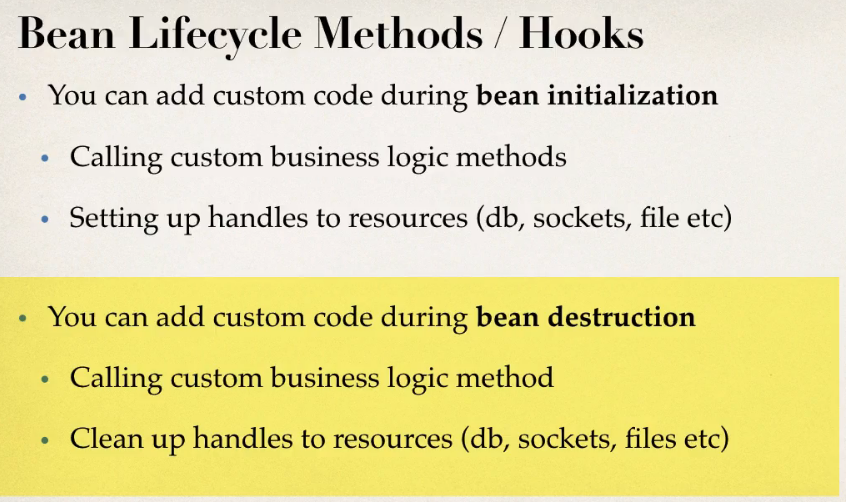 Bean Lifecycle Methods / Hooks
• You can add custom code during bean initialization
• Calling custom business logic methods
• Setting up handles to resources (db, sockets, file etc)
• You can add custom code during bean destruction
• Calling custom business logic method
• Clean up handles to resources (db, sockets, files etc)